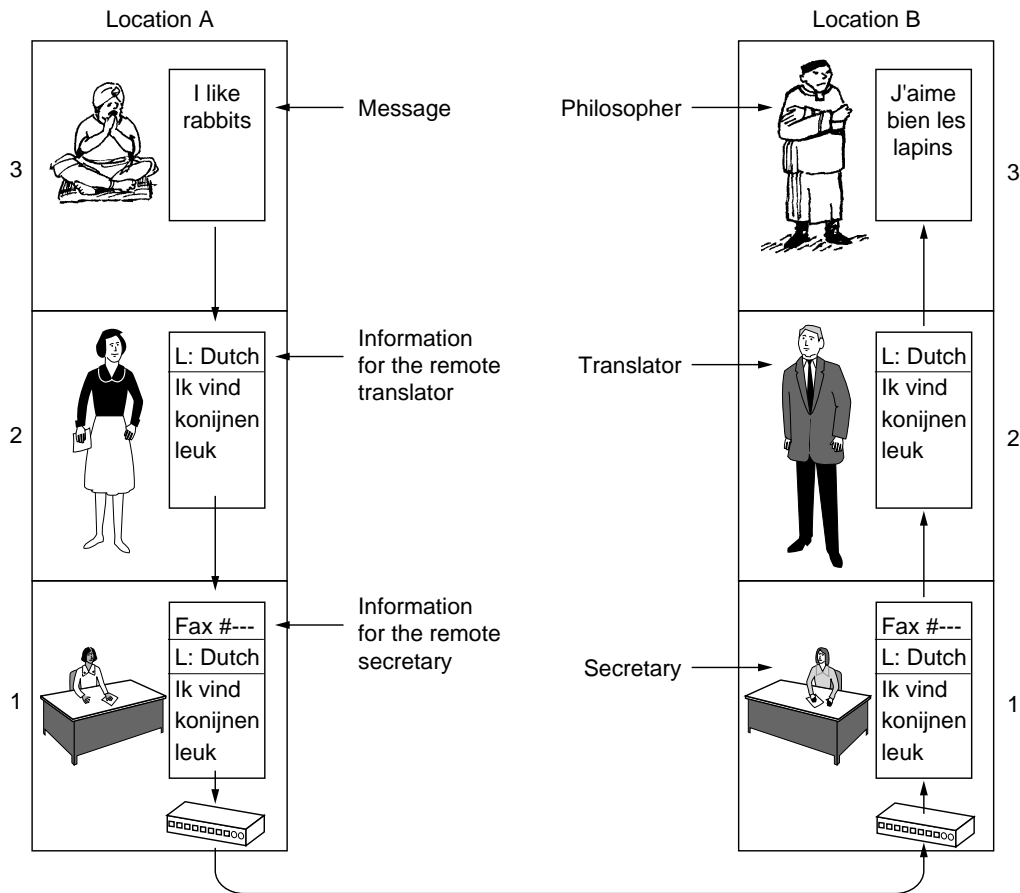 Location A
Location B
I like
rabbits
Message
Philosopher
J'aime
bien les
lapins
3
3
L: Dutch
Ik vind
konijnen
leuk
Information
for the remote
translator
Translator
L: Dutch
Ik vind
konijnen
leuk
2
2
Fax #---
L: Dutch
Ik vind
konijnen
leuk
Information
for the remote
secretary
Secretary
Fax #---
L: Dutch
Ik vind
konijnen
leuk
1
1